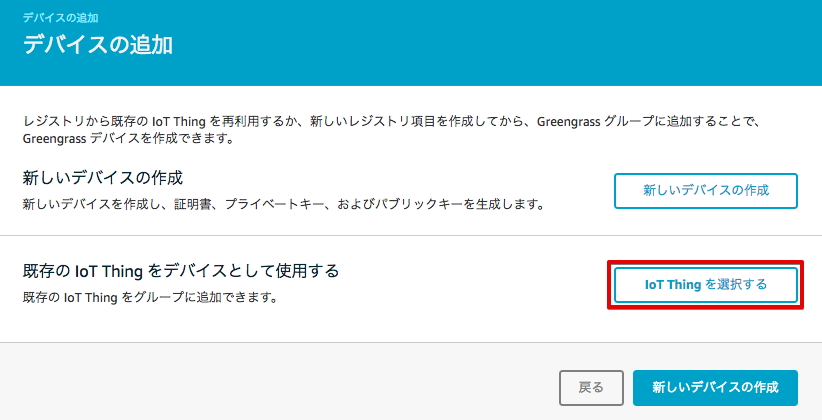 デバイスの追加
デバイスの追加
レジストリから既存の IoT Thing を再利用するか、新しいレジストリ項目を作成してから、Greengrass グループに追加することで、
Greengrass デバイスを作成できます。
新しいデバイスの作成
新しいデバイスを作成し、証明書、プライベートキー、およびパブリックキーを生成します。
新しいデバイスの作成
既存の IoT Thing をデバイスとして使用する
既存の IoT Thing をグループに追加できます。
IoT Thing を選択する
戻る
新しいデバイスの作成